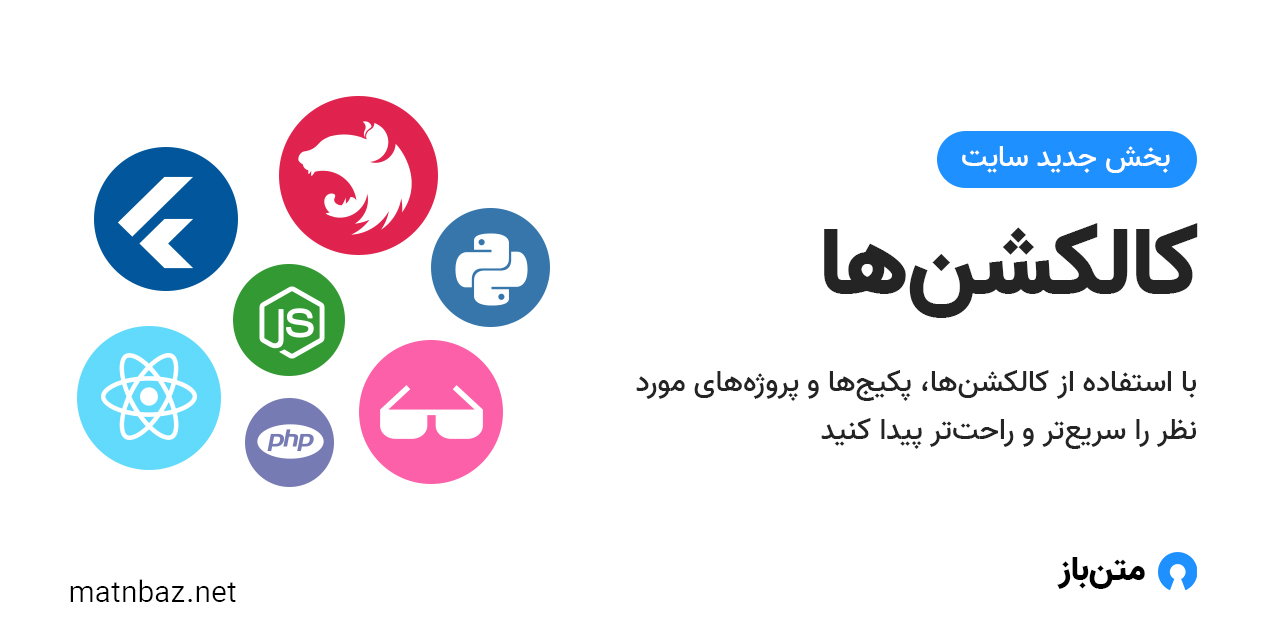 بخش جدید سایت
کالکشن‌ها
با استفاده از کالکشن‌ها، پکیج‌ها و پروژه‌های مورد
نظر را سریع‌تر و راحت‌تر پیدا کنید
JS
php
متن‌باز
matnbaz.net